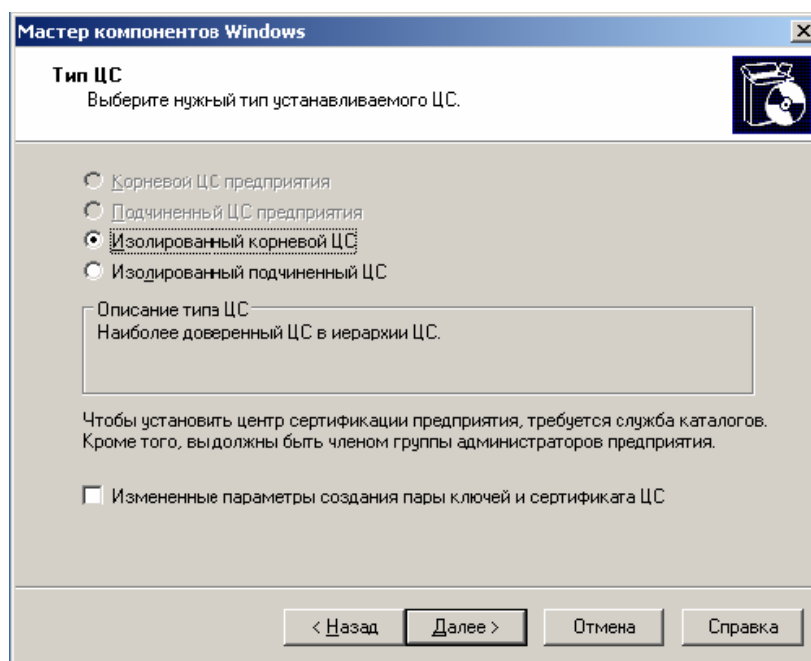 Мастер компонентов Windows
Тип ЦС
Выберите нужный тип устанавливаемого ЦС.
Корневой ЦС предприятия
Подчиненный ЦС предприятия
Изолированный корневой ЦС
Изолированный подчиненный ЦС
Описание типа ЦС
Наиболее доверенный ЦС в иерархии ЦС.
Чтобы установить центр сертификации предприятия, требуется служба каталогов.
Кроме того, вы должны быть членом группы администраторов предприятия.
Измененные параметры создания пары ключей и сертификата ЦС
< Назад Далее > Отмена Справка